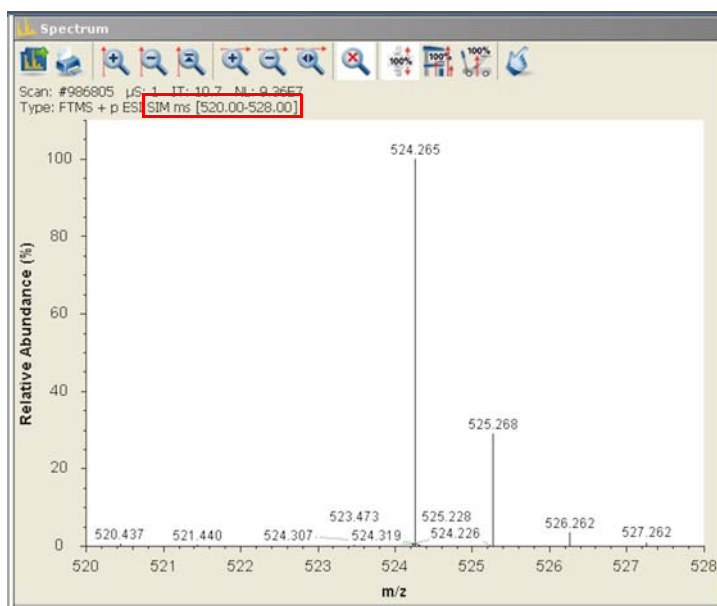 Spectrum
100% 100% 100%
Scan: #986805 µS: 1 IT: 10.7 NL: 9.36E7
Type: FTMS + p ESI SIM ms [520.00-528.00]
524.265
100
80
60
40
20
0
Relative Abundance (%)
525.268
523.473 525.228
526.262
520.437 521.440 524.307 524.319 524.226 527.262
520 521 522 523 524 525 526 527 528
m/z